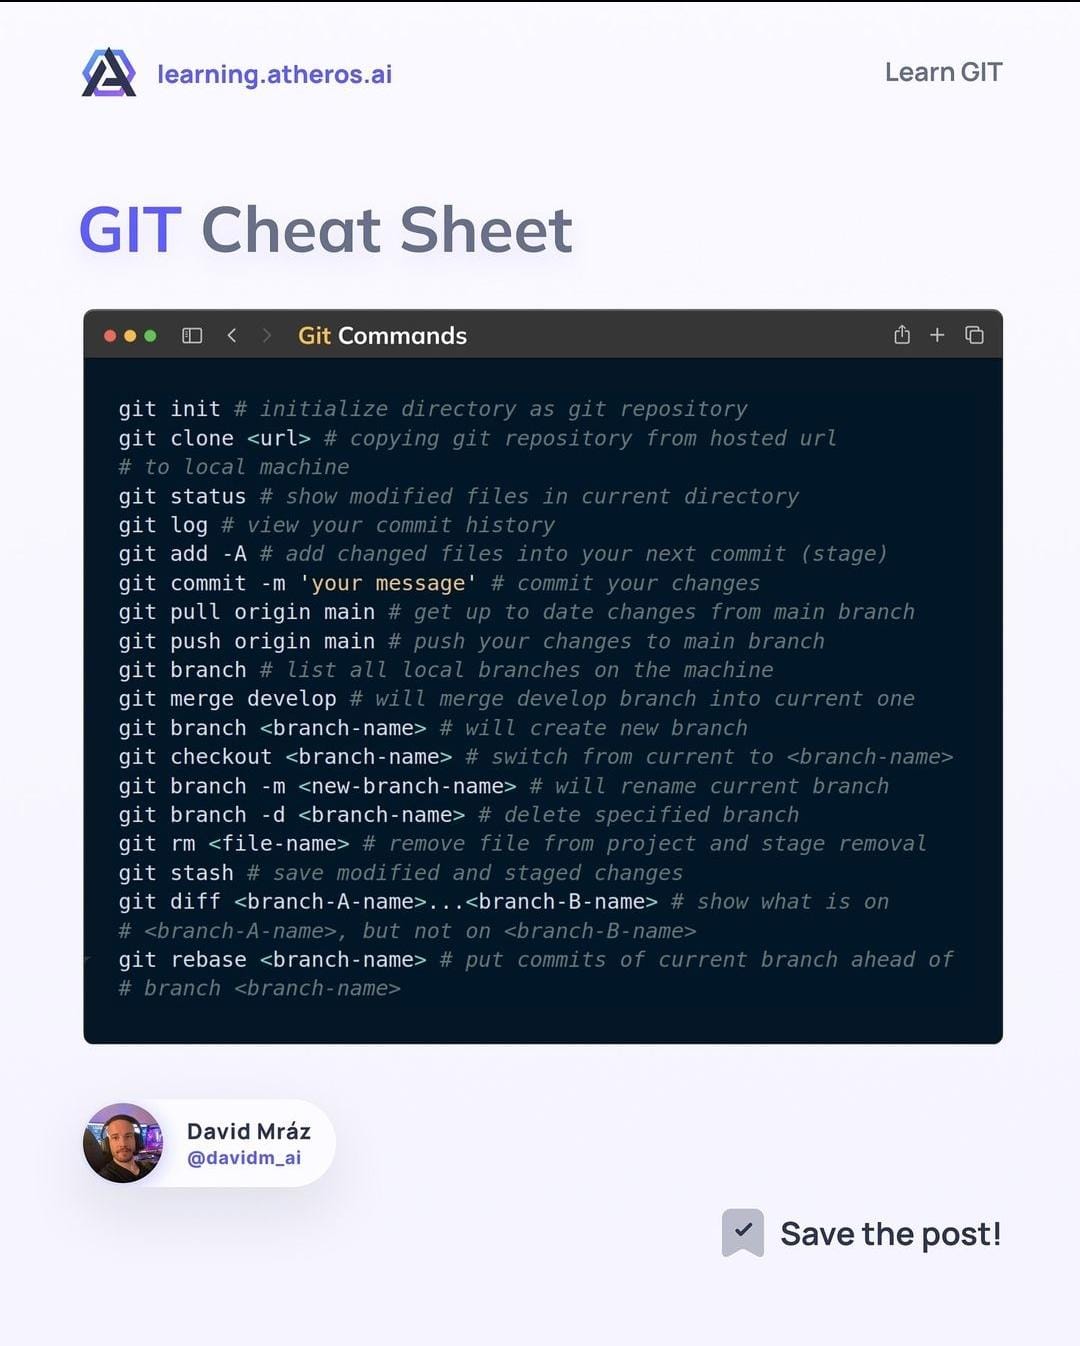 learning.atheros.ai
Learn GIT
GIT Cheat Sheet
Git Commands
git init # initialize directory as git repository
git clone <url> # copying git repository from hosted url
# to local machine
git status # show modified files in current directory
git log # view your commit history
git add -A # add changed files into your next commit (stage)
git commit -m 'your message' # commit your changes
git pull origin main # get up to date changes from main branch
git push origin main # push your changes to main branch
git branch # list all local branches on the machine
git merge develop # will merge develop branch into current one
git branch <branch-name> # will create new branch
git checkout <branch-name> # switch from current to <branch-name>
git branch -m <new-branch-name> # will rename current branch
git branch -d <branch-name> # delete specified branch
git rm <file-name> # remove file from project and stage removal
git stash # save modified and staged changes
git diff <branch-A-name>...<branch-B-name> # show what is on
# <branch-A-name>, but not on <branch-B-name>
git rebase <branch-name> # put commits of current branch ahead of
# branch <branch-name>
David Mráz
@davidm_ai
Save the post!